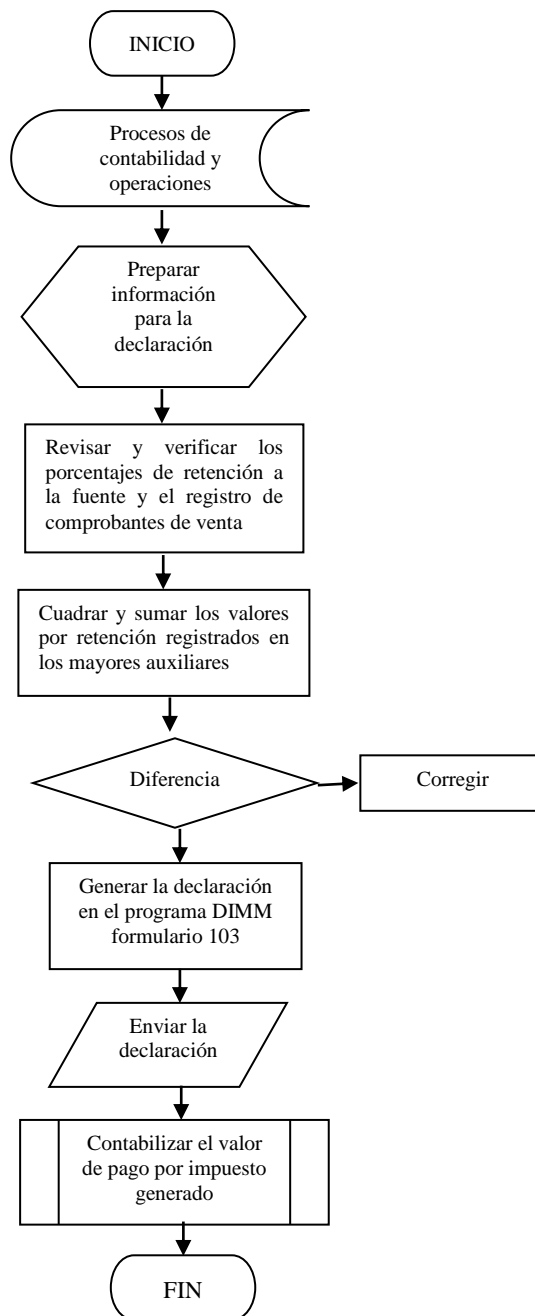 INICIO
Procesos de
contabilidad y
operaciones
Preparar
información
para la
declaración
Revisar y verificar los
porcentajes de retención a
la fuente y el registro de
comprobantes de venta
Cuadrar y sumar los valores
por retención registrados en
los mayores auxiliares
Diferencia
Corregir
Generar la declaración
en el programa DIMM
formulario 103
Enviar la
declaración
Contabilizar el valor
de pago por impuesto
generado
FIN